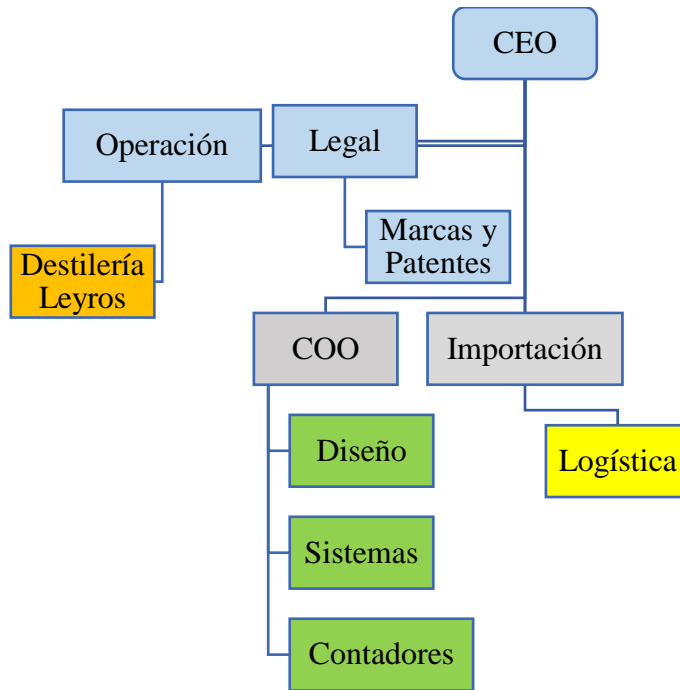 CEO
Operación
Legal
Marcas y
Patentes
Destilería
Leyros
COO
Importación
Diseño
Logística
Sistemas
Contadores